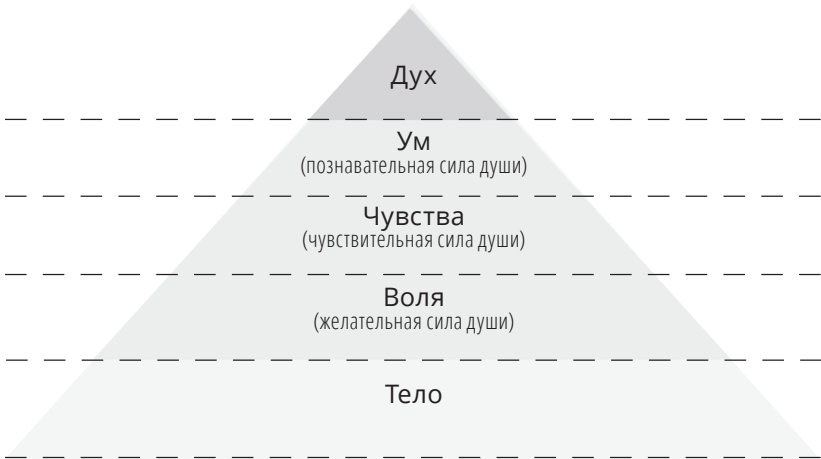 Дух
Ум
(познавательная сила души)
Чувства
(чувствительная сила души)
Воля
(желательная сила души)
Тело